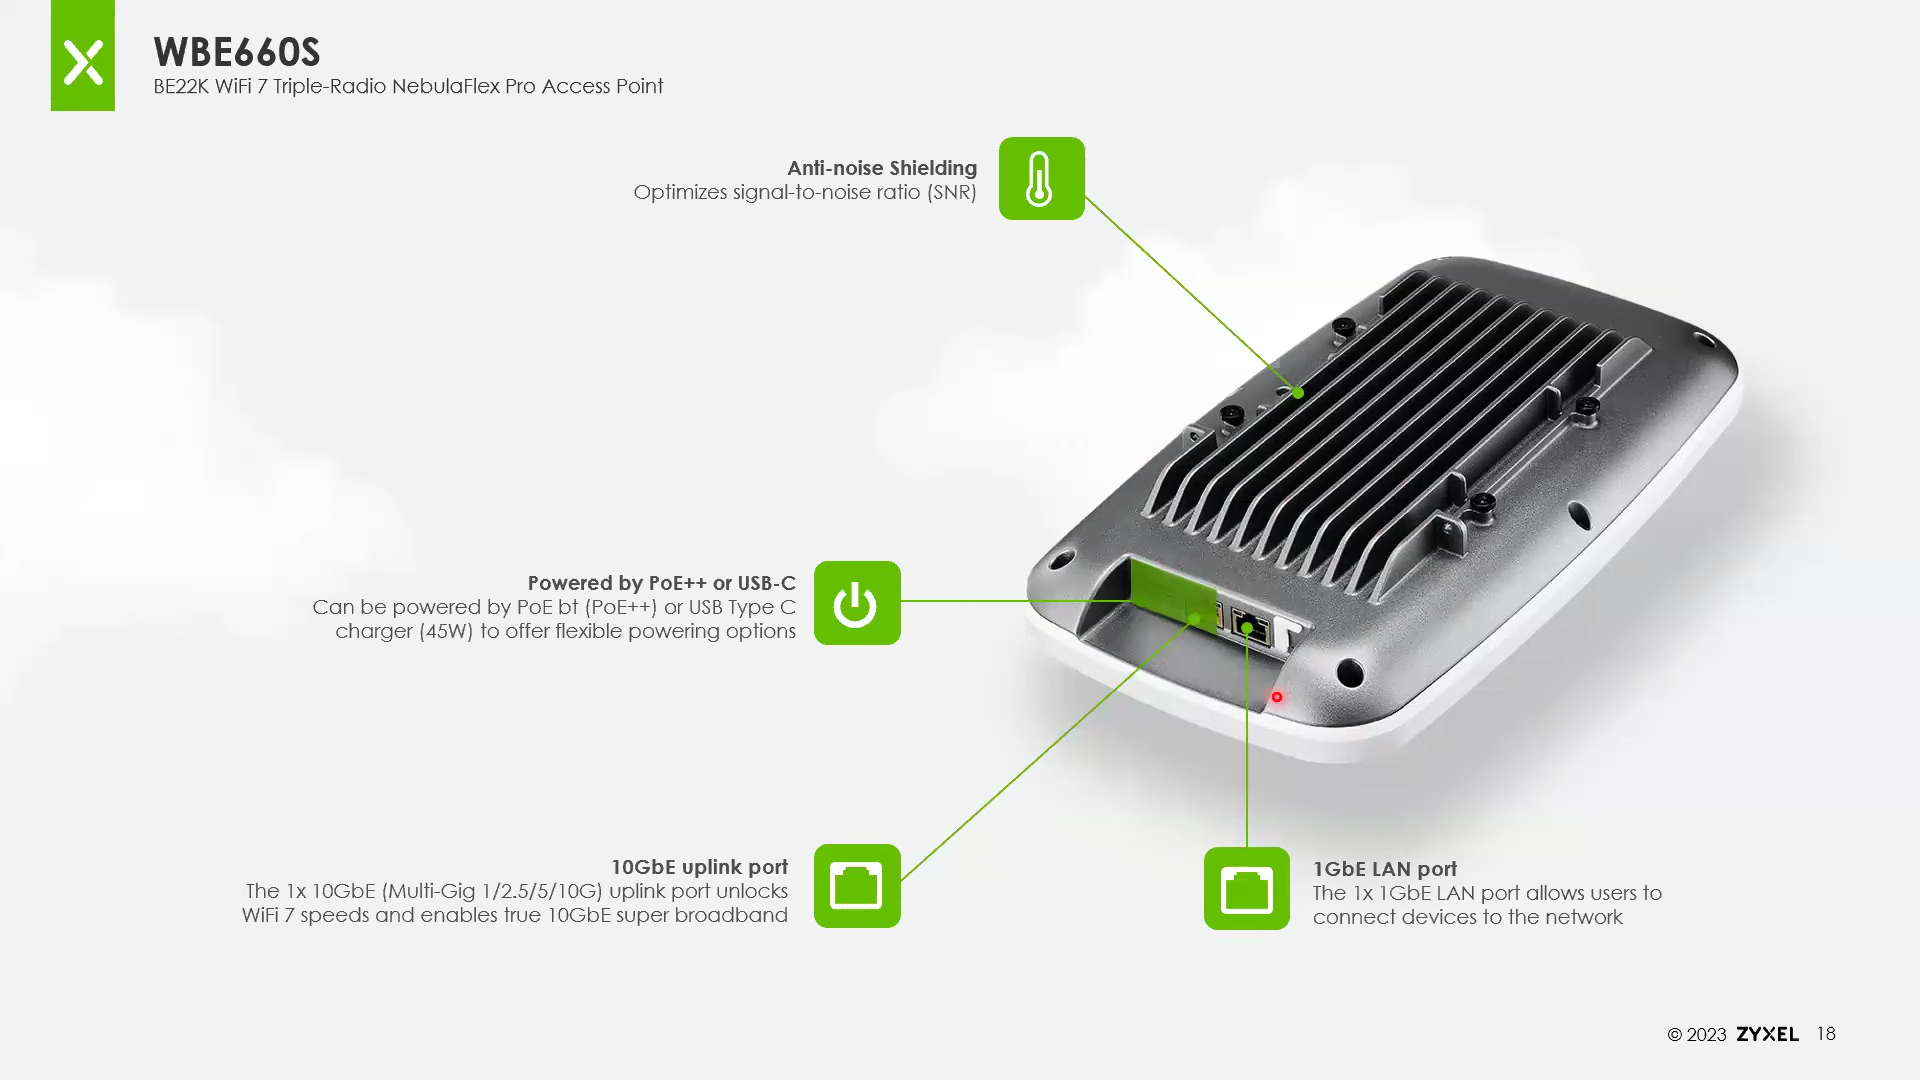 WBE660S
BE22K WiFi 7 Triple-Radio NebulaFlex Pro Access Point
Anti-noise Shielding
Optimizes signal-to-noise ratio (SNR)
Powered by PoE++ or USB-C
Can be powered by PoE bt (PoE++) or USB Type C
charger (45W) to offer flexible powering options
10GbE uplink port
The 1x 10GbE (Multi-Gig 1/2.5/5/10G) uplink port unlocks
WiFi 7 speeds and enables true 10GbE super broadband
1GbE LAN port
The 1x 1GbE LAN port allows users to
connect devices to the network
© 2023 ZYXEL 18